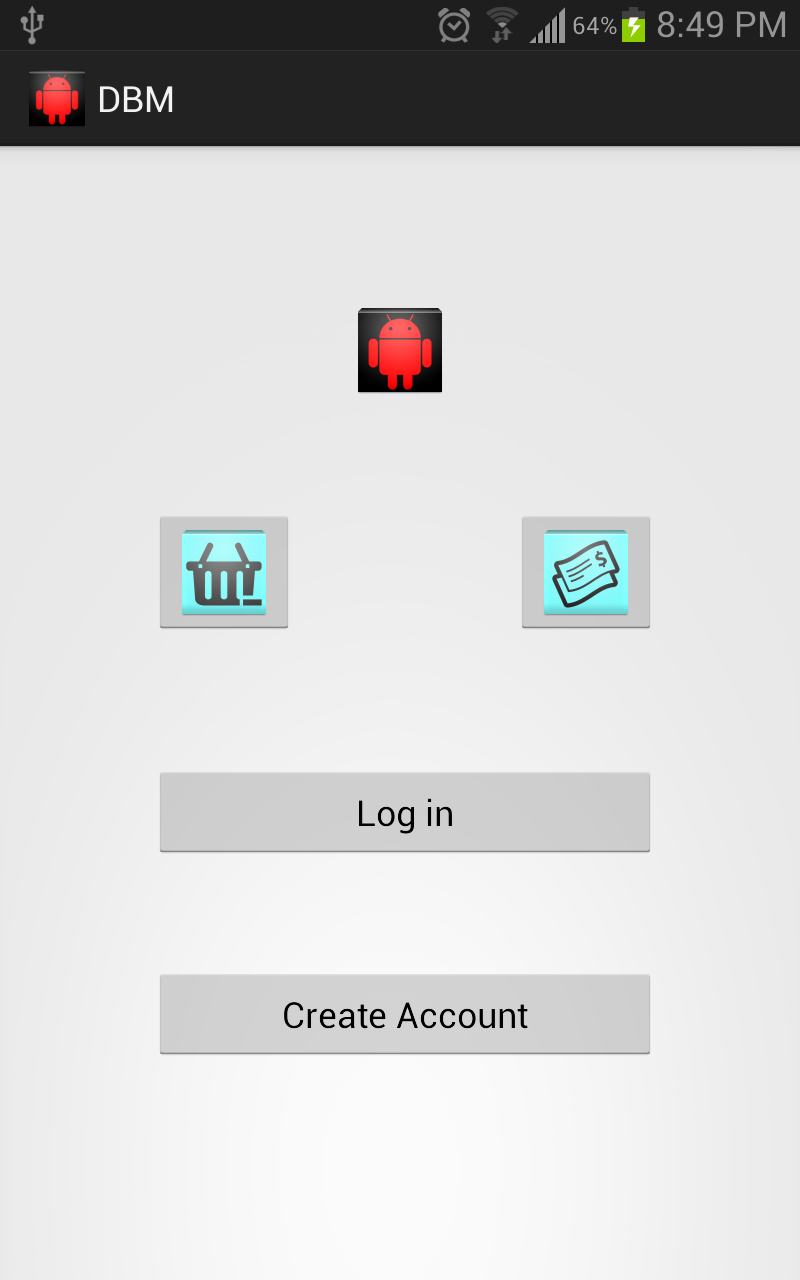 64% 8:49 PM
DBM
$
Log in
Create Account